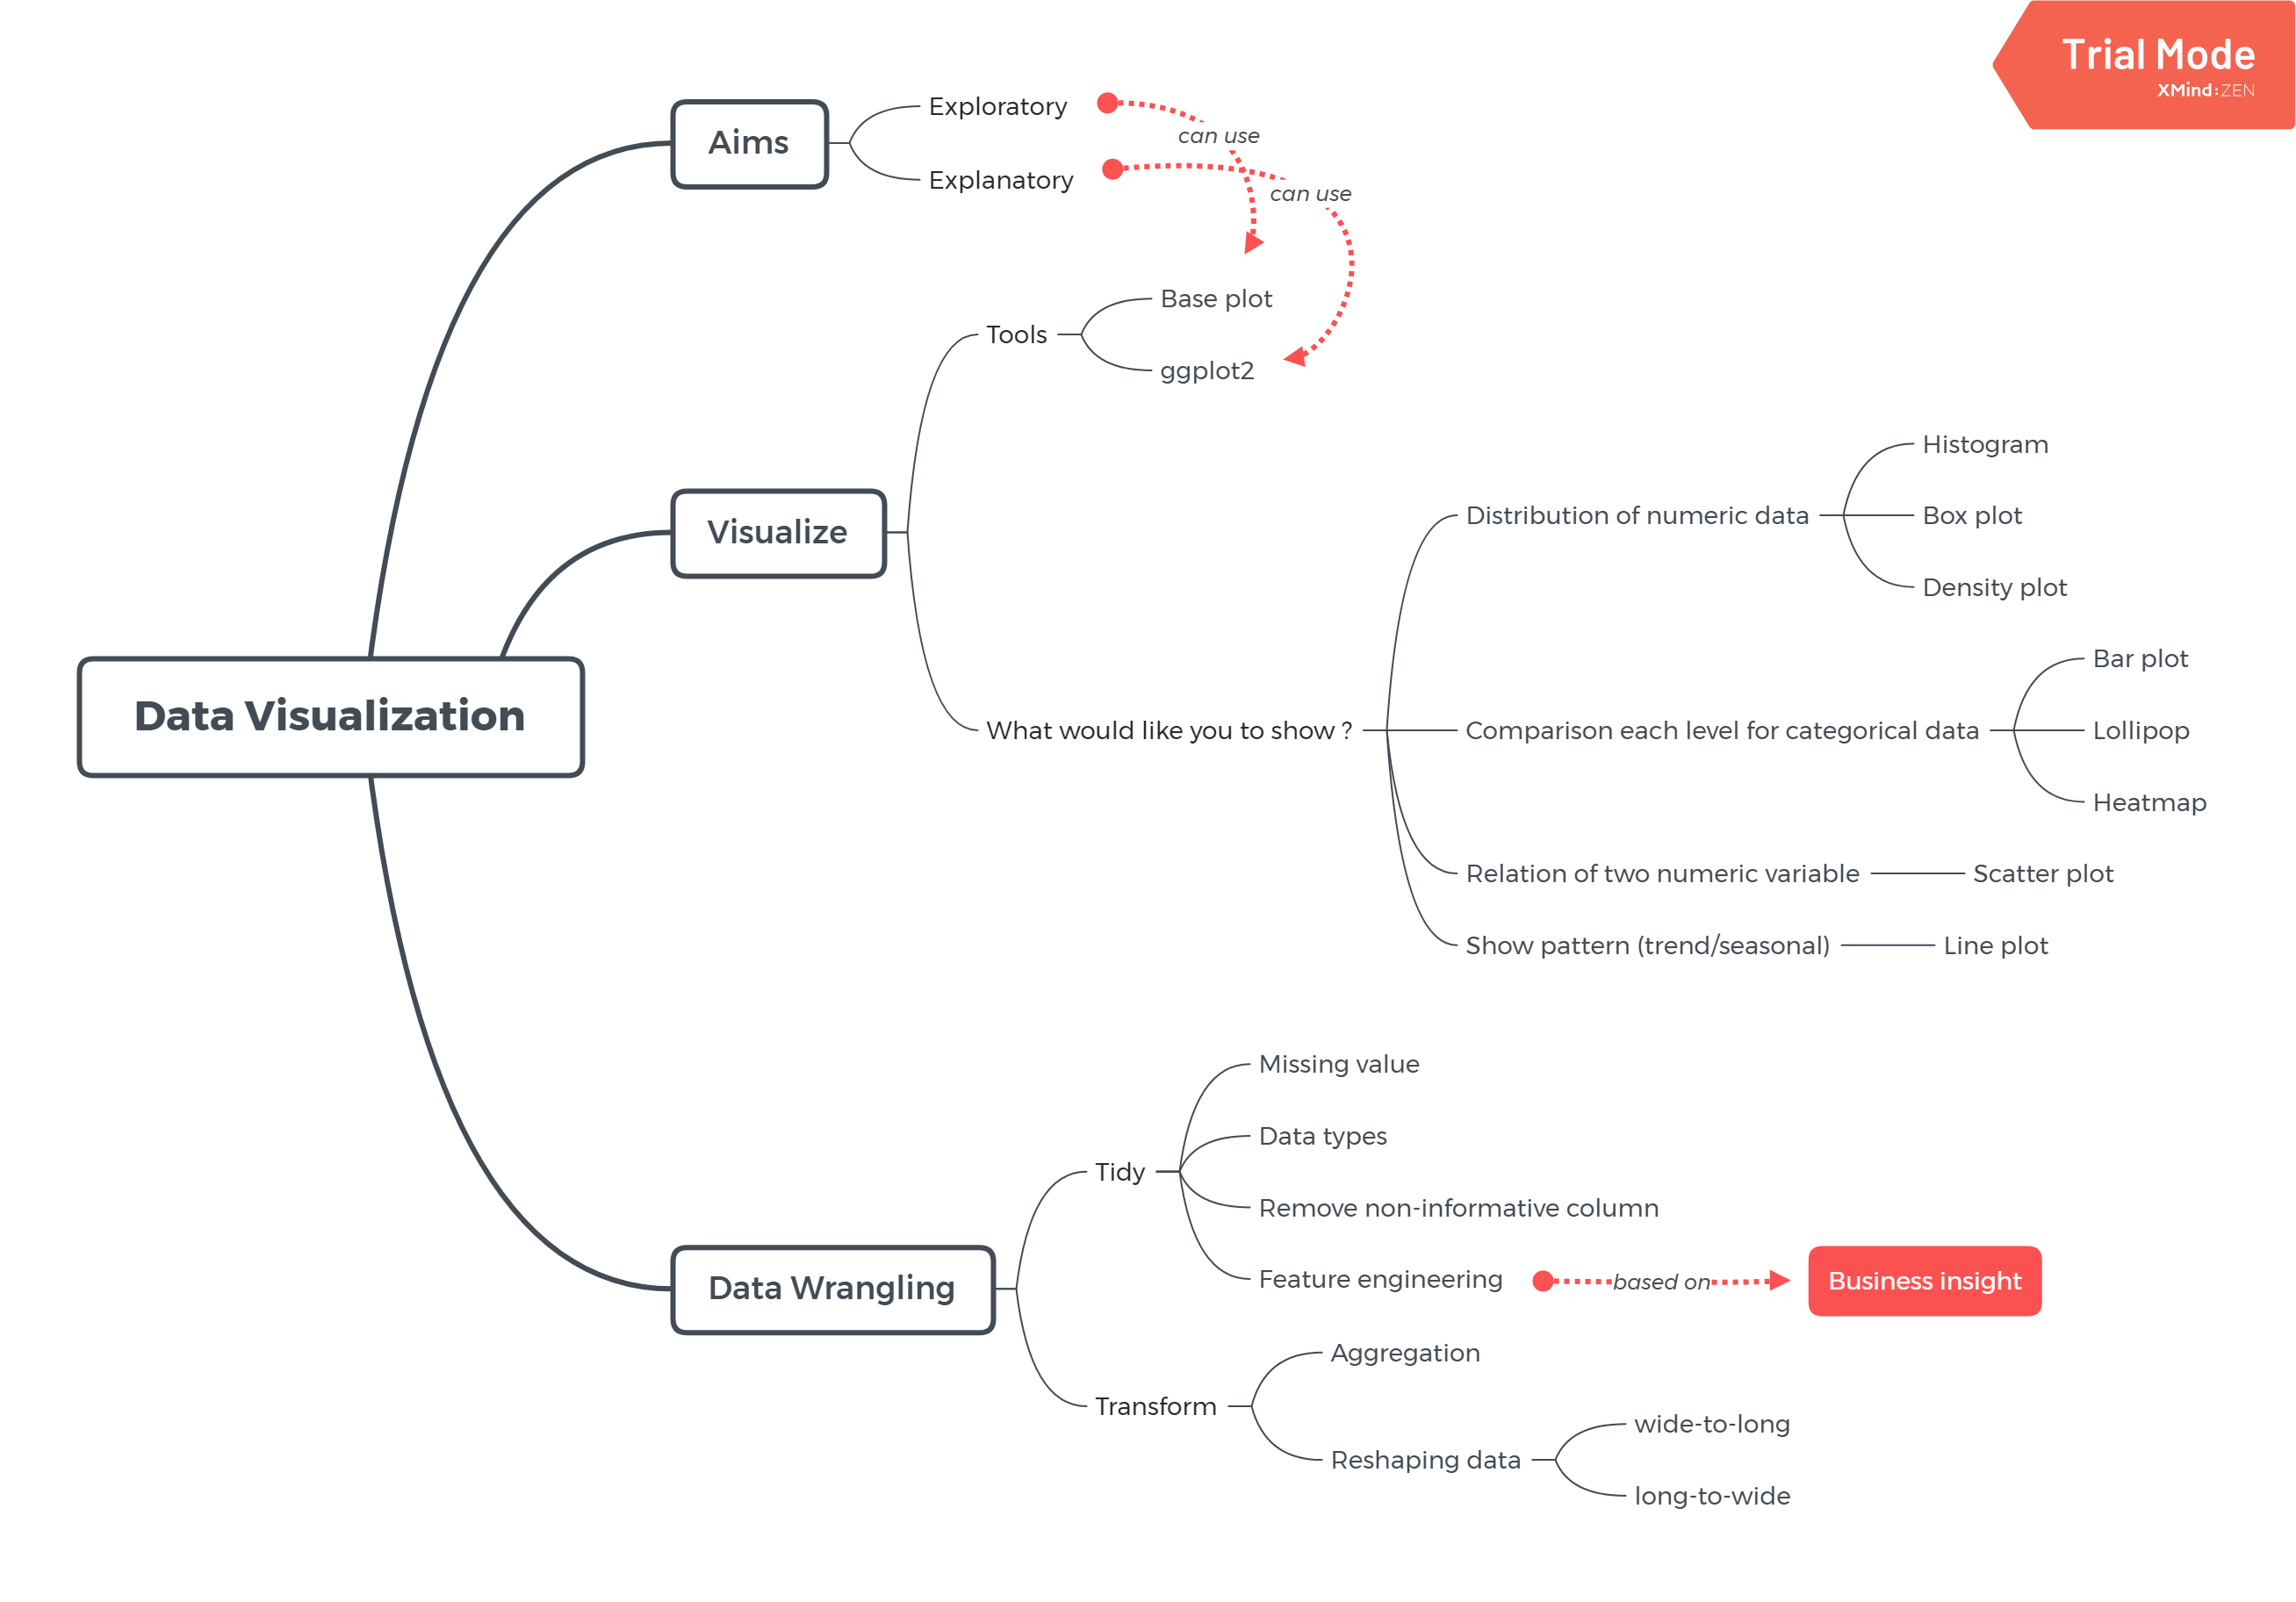 Trial Mode
XMind:ZEN
Aims
Exploratory
can use
Explanatory
can use
Visualize
Tools
Base plot
ggplot2
What would like you to show ?
Distribution of numeric data
Histogram
Box plot
Density plot
Comparison each level for categorical data
Bar plot
Lollipop
Heatmap
Relation of two numeric variable
Scatter plot
Show pattern (trend/seasonal)
Line plot
Data Visualization
Data Wrangling
Tidy
Missing value
Data types
Remove non-informative column
Feature engineering
based on
Business insight
Transform
Aggregation
Reshaping data
wide-to-long
long-to-wide